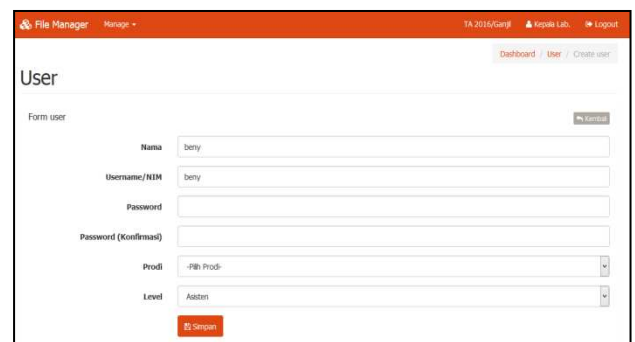 File Manager Manage TA 2016/Ganjil Kepala Lab. Logout
Dashboard / User / Create user
User
Form user Kembali
Nama beny
Username/NIM beny
Password
Password (Konfirmasi)
Prodi -Pilih Prodi-
Level Asisten
Simpan